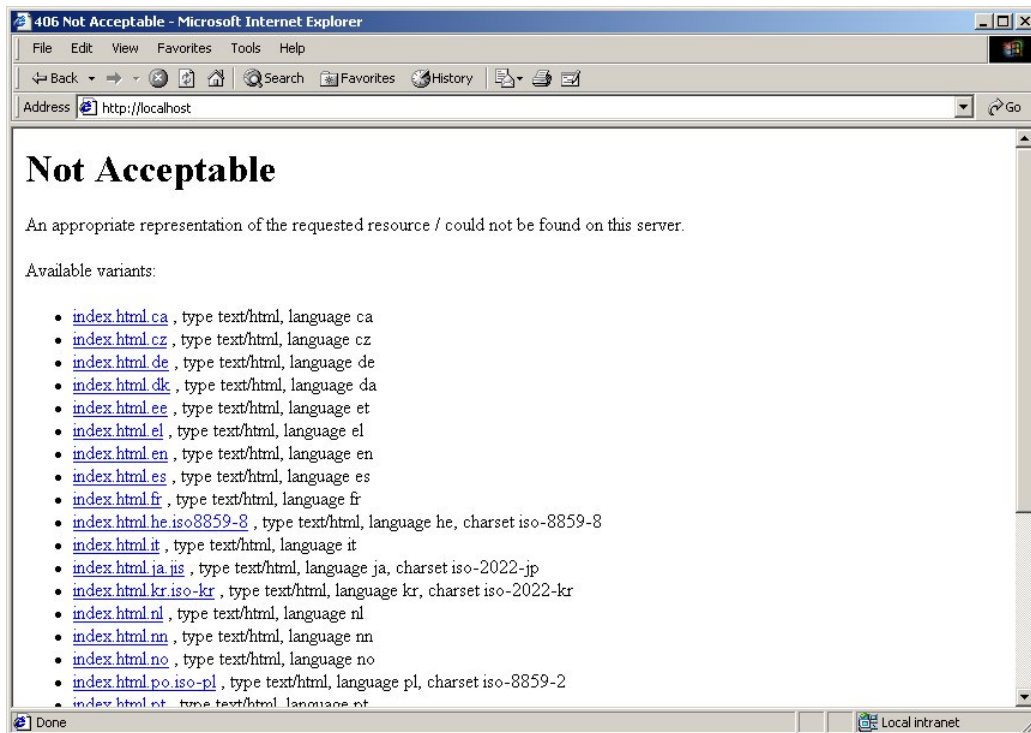 406 Not Acceptable - Microsoft Internet Explorer
File Edit View Favorites Tools Help
Back Search Favorites History
Address http://localhost Go
Not Acceptable
An appropriate representation of the requested resource / could not be found on this server.
Available variants:
index.html.ca , type text/html, language ca
index.html.cz , type text/html, language cz
index.html.de , type text/html, language de
index.html.dk , type text/html, language da
index.html.ee , type text/html, language et
index.html.el , type text/html, language el
index.html.en , type text/html, language en
index.html.es , type text/html, language es
index.html.fr , type text/html, language fr
index.html.he.iso8859-8 , type text/html, language he, charset iso-8859-8
index.html.it , type text/html, language it
index.html.ja.jis , type text/html, language ja, charset iso-2022-jp
index.html.kr.iso-kr , type text/html, language kr, charset iso-2022-kr
index.html.nl , type text/html, language nl
index.html.nn , type text/html, language nn
index.html.no , type text/html, language no
index.html.po.iso-pl , type text/html, language pl, charset iso-8859-2
index.html.pt , type text/html, language pt
Done Local intranet